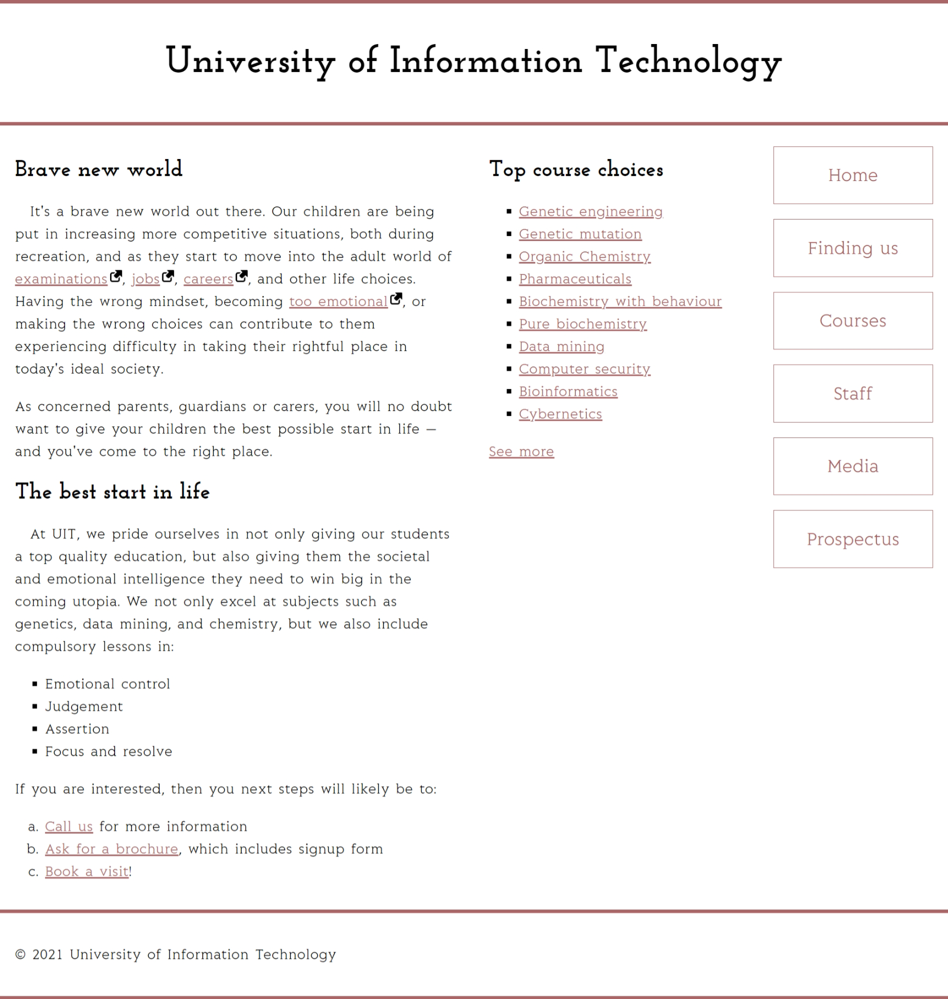 University of Information Technology
Brave new world
It's a brave new world out there. Our children are being
put in increasing more competitive situations, both during
recreation, and as they start to move into the adult world of
examinations, jobs, careers, and other life choices.
Having the wrong mindset, becoming too emotional, or
making the wrong choices can contribute to them
experiencing difficulty in taking their rightful place in
today's ideal society.
As concerned parents, guardians or carers, you will no doubt
want to give your children the best possible start in life —
and you've come to the right place.
The best start in life
At UIT, we pride ourselves in not only giving our students
a top quality education, but also giving them the societal
and emotional intelligence they need to win big in the
coming utopia. We not only excel at subjects such as
genetics, data mining, and chemistry, but we also include
compulsory lessons in:
▪ Emotional control
▪ Judgement
▪ Assertion
▪ Focus and resolve
If you are interested, then you next steps will likely be to:
a. Call us for more information
b. Ask for a brochure, which includes signup form
c. Book a visit!
Top course choices
▪ Genetic engineering
▪ Genetic mutation
▪ Organic Chemistry
▪ Pharmaceuticals
▪ Biochemistry with behaviour
▪ Pure biochemistry
▪ Data mining
▪ Computer security
▪ Bioinformatics
▪ Cybernetics
See more
Home
Finding us
Courses
Staff
Media
Prospectus
© 2021 University of Information Technology